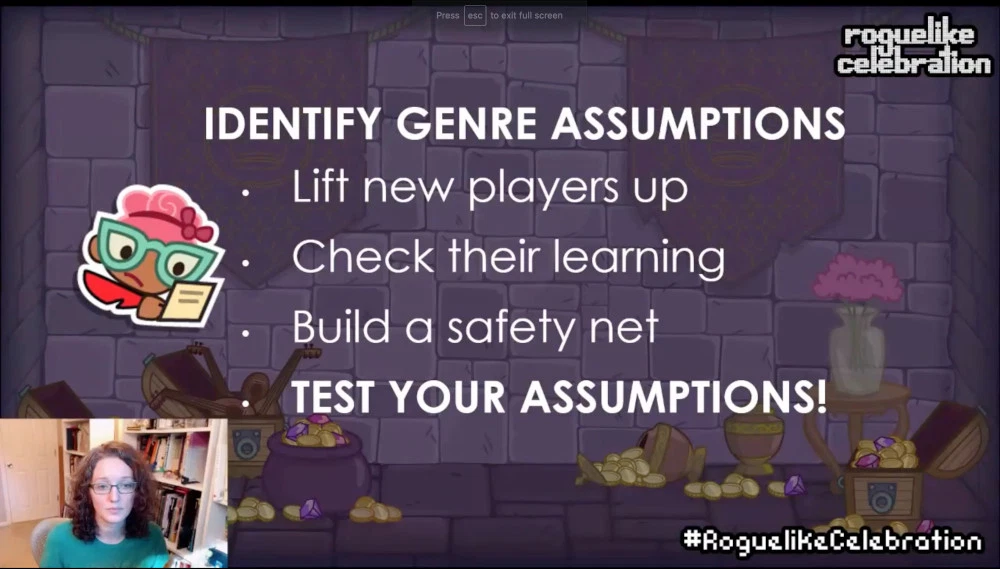 Press esc to exit full screen
roguelike
celebration
IDENTIFY GENRE ASSUMPTIONS
• Lift new players up
• Check their learning
• Build a safety net
• TEST YOUR ASSUMPTIONS!
#RoguelikeCelebration